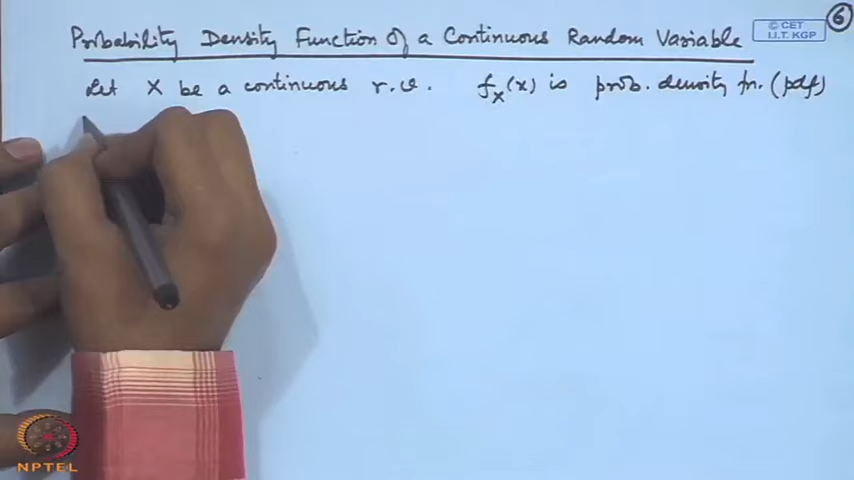 Probability Density Function of a Continuous Random Variable
© CET
I.I.T. KGP
6
Let X be a continuous r.v. f_X(x) is prob. density fn. (pdf)
NPTEL